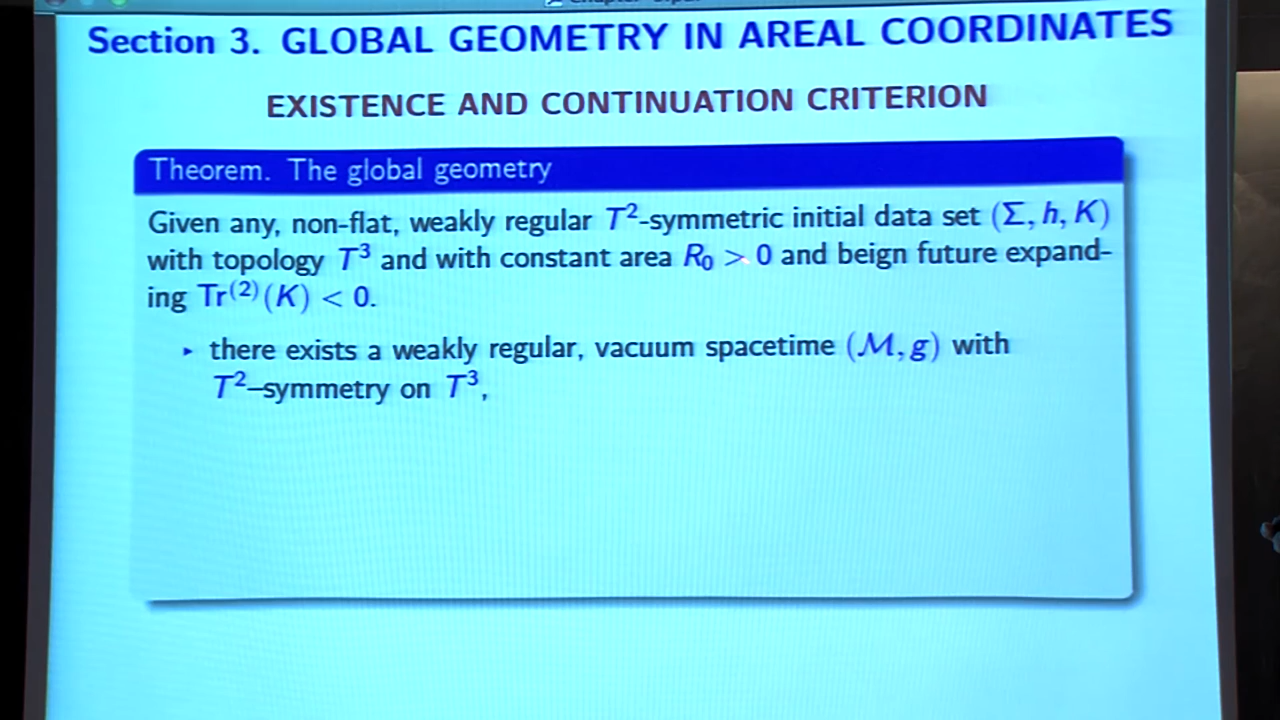 Section 3. GLOBAL GEOMETRY IN AREAL COORDINATES
EXISTENCE AND CONTINUATION CRITERION
Theorem. The global geometry
Given any, non-flat, weakly regular T²-symmetric initial data set (Σ, h, K)
with topology T³ and with constant area R₀ > 0 and beign future expand-
ing Tr⁽²⁾(K) < 0.
▸ there exists a weakly regular, vacuum spacetime (ℳ, g) with
T²–symmetry on T³,